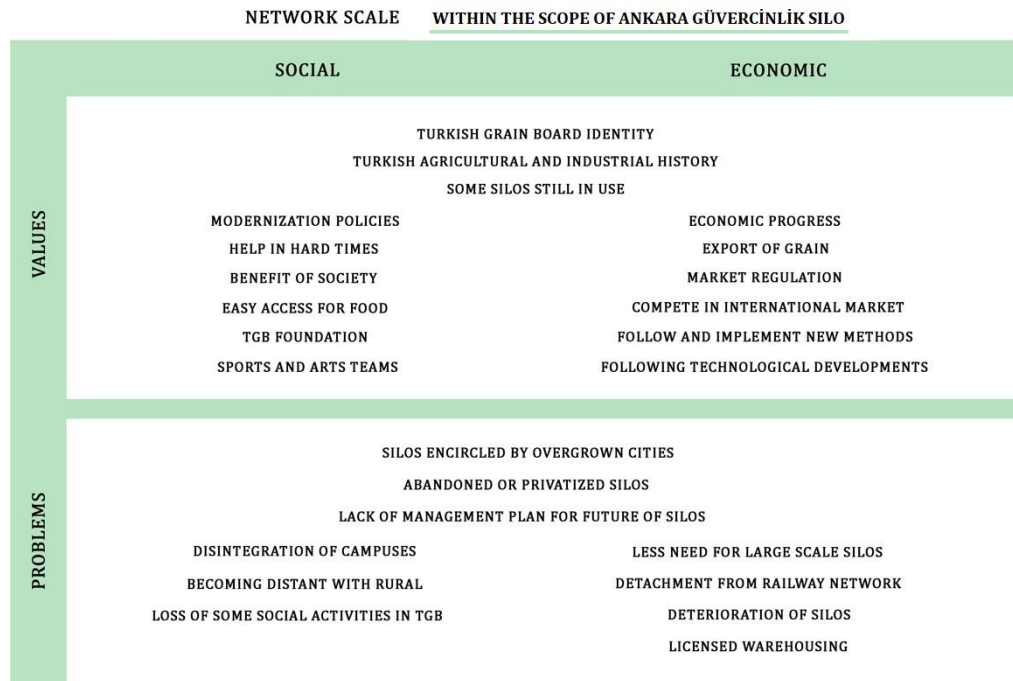 NETWORK SCALE WITHIN THE SCOPE OF ANKARA GÜVERCİNLİK SILO
SOCIAL ECONOMIC
VALUES
TURKISH GRAIN BOARD IDENTITY
TURKISH AGRICULTURAL AND INDUSTRIAL HISTORY
SOME SILOS STILL IN USE
MODERNIZATION POLICIES ECONOMIC PROGRESS
HELP IN HARD TIMES EXPORT OF GRAIN
BENEFIT OF SOCIETY MARKET REGULATION
EASY ACCESS FOR FOOD COMPETE IN INTERNATIONAL MARKET
TGB FOUNDATION FOLLOW AND IMPLEMENT NEW METHODS
SPORTS AND ARTS TEAMS FOLLOWING TECHNOLOGICAL DEVELOPMENTS
PROBLEMS
SILOS ENCIRCLED BY OVERGROWN CITIES
ABANDONED OR PRIVATIZED SILOS
LACK OF MANAGEMENT PLAN FOR FUTURE OF SILOS
DISINTEGRATION OF CAMPUSES LESS NEED FOR LARGE SCALE SILOS
BECOMING DISTANT WITH RURAL DETACHMENT FROM RAILWAY NETWORK
LOSS OF SOME SOCIAL ACTIVITIES IN TGB DETERIORATION OF SILOS
LICENSED WAREHOUSING